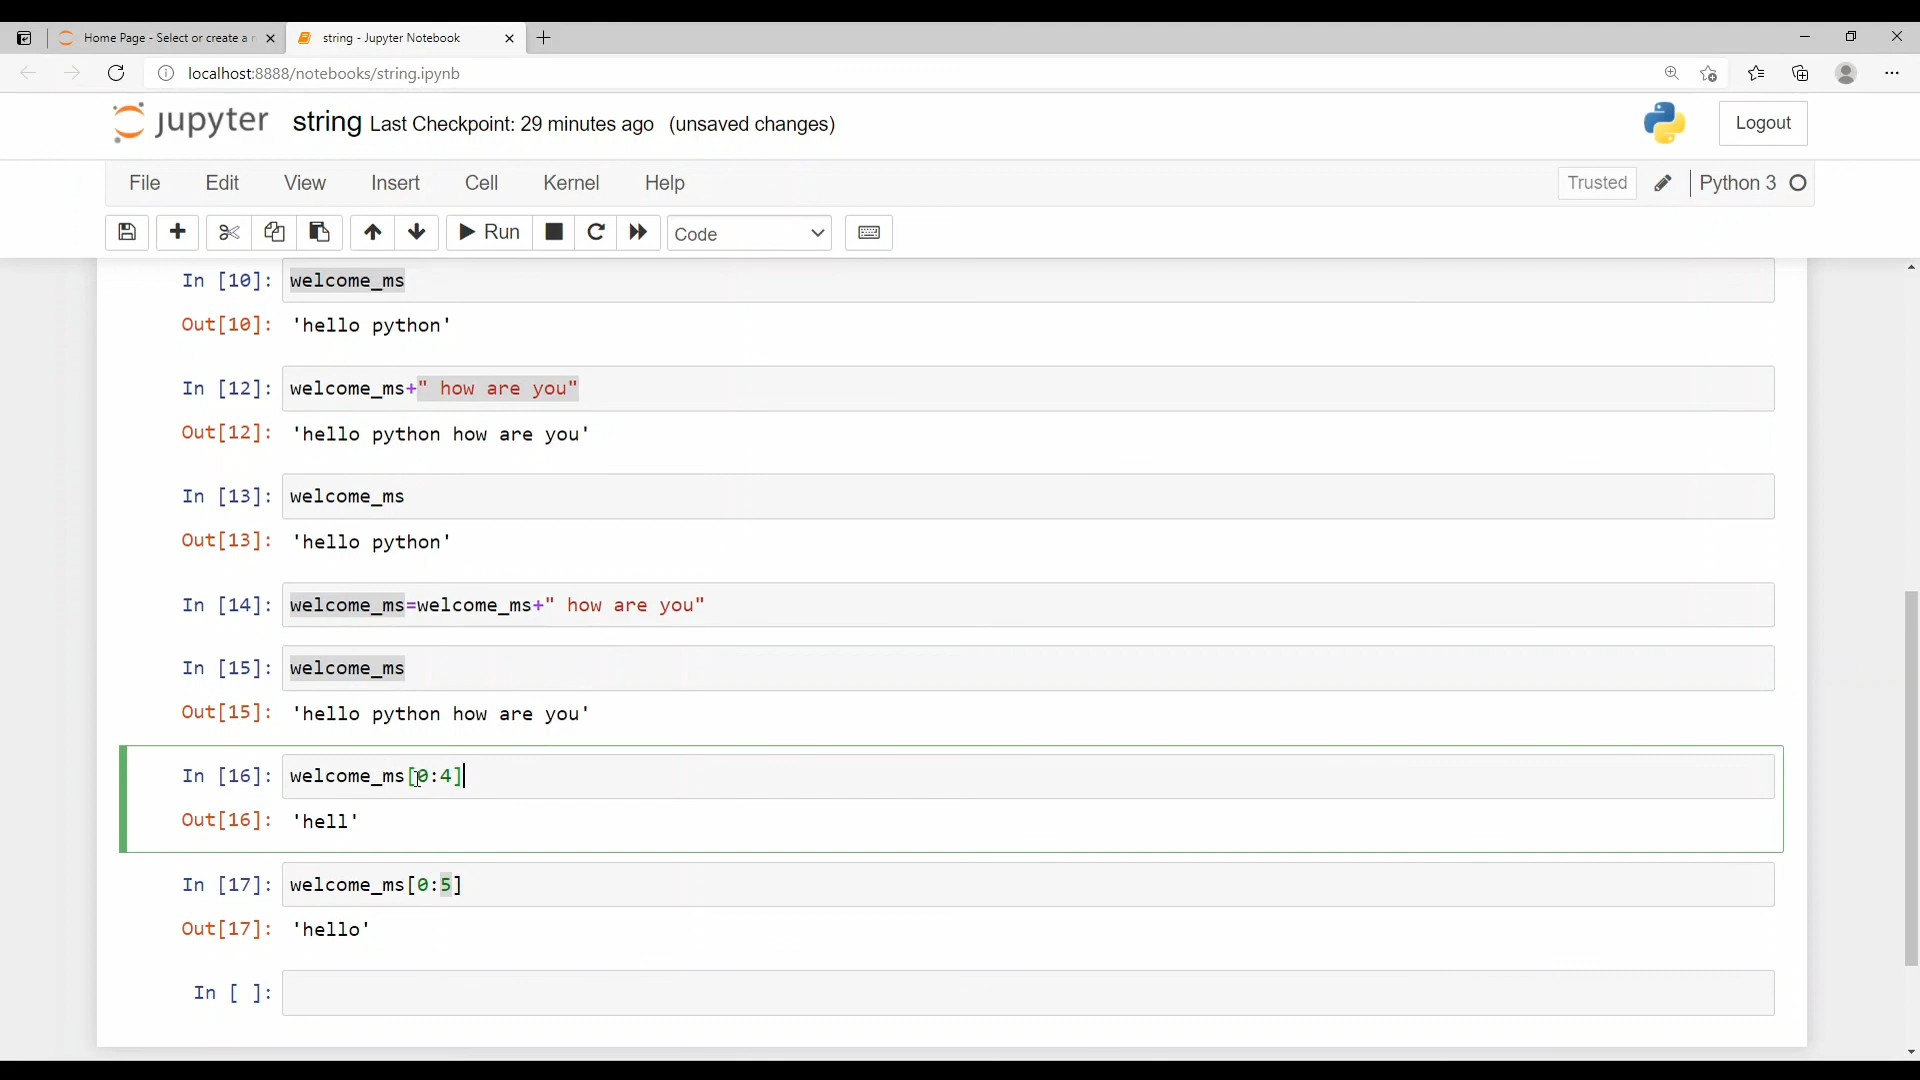 Home Page - Select or create a n
string - Jupyter Notebook
localhost:8888/notebooks/string.ipynb
jupyter string Last Checkpoint: 29 minutes ago (unsaved changes)
Logout
File Edit View Insert Cell Kernel Help
Trusted Python 3
Run Code
In [10]: welcome_ms
Out[10]: 'hello python'
In [12]: welcome_ms+" how are you"
Out[12]: 'hello python how are you'
In [13]: welcome_ms
Out[13]: 'hello python'
In [14]: welcome_ms=welcome_ms+" how are you"
In [15]: welcome_ms
Out[15]: 'hello python how are you'
In [16]: welcome_ms[0:4]
Out[16]: 'hell'
In [17]: welcome_ms[0:5]
Out[17]: 'hello'
In [ ]: